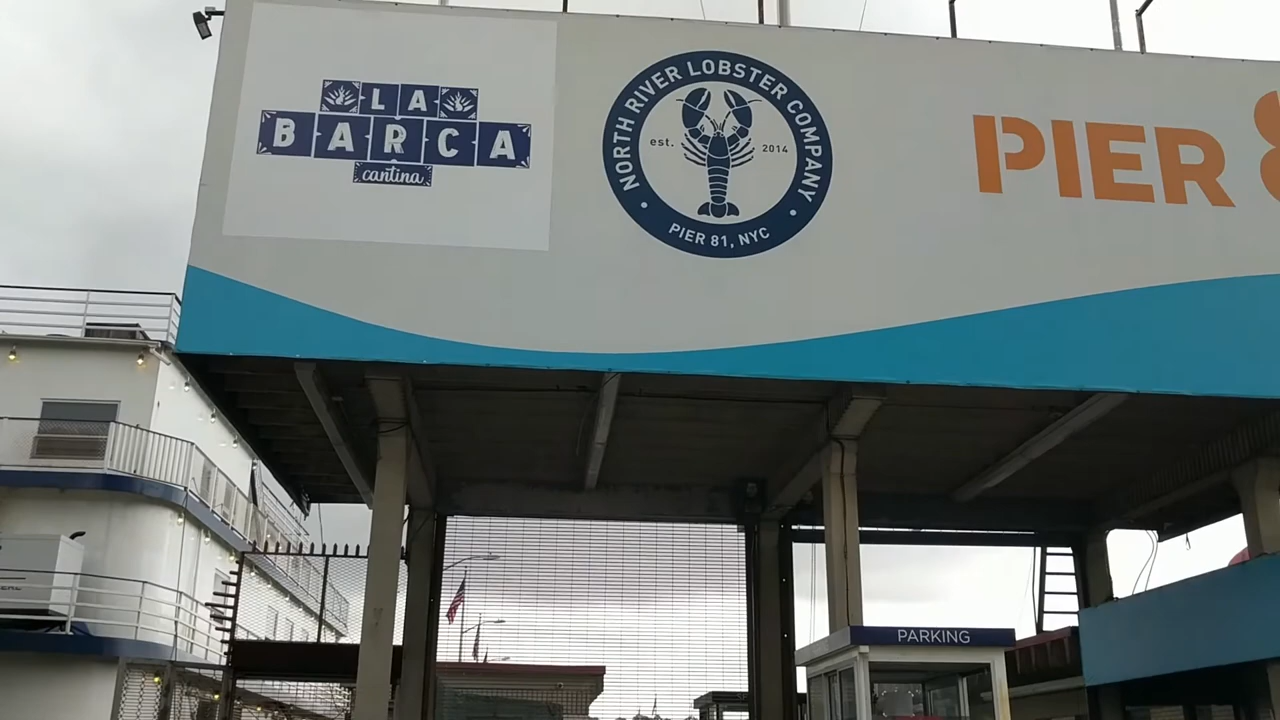 LA
BARCA
cantina
NORTH RIVER LOBSTER COMPANY
est. 2014
PIER 81, NYC
PIER
PARKING